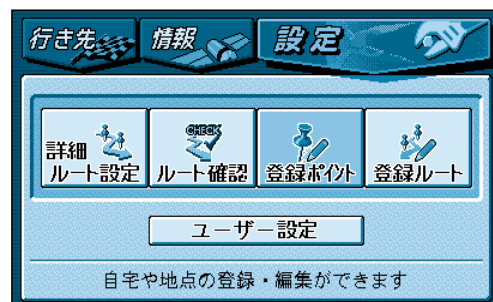 行き先
情報
設定
詳細
ルート設定
CHECK
ルート確認
登録ポイント
登録ルート
ユーザー設定
自宅や地点の登録・編集ができます